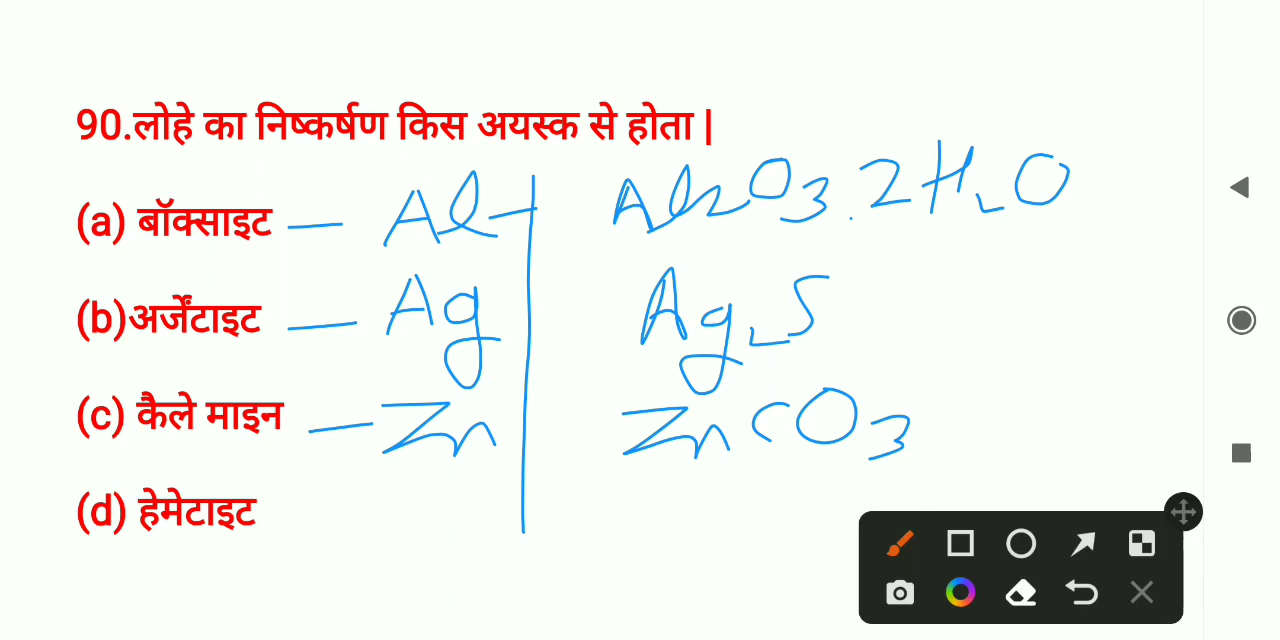 90.लोहे का निष्कर्षण किस अयस्क से होता |
(a) बॉक्साइट — Al Al2O3.2H2O
(b)अर्जेंटाइट — Ag Ag2S
(c) कैले माइन — Zn ZnCO3
(d) हेमेटाइट